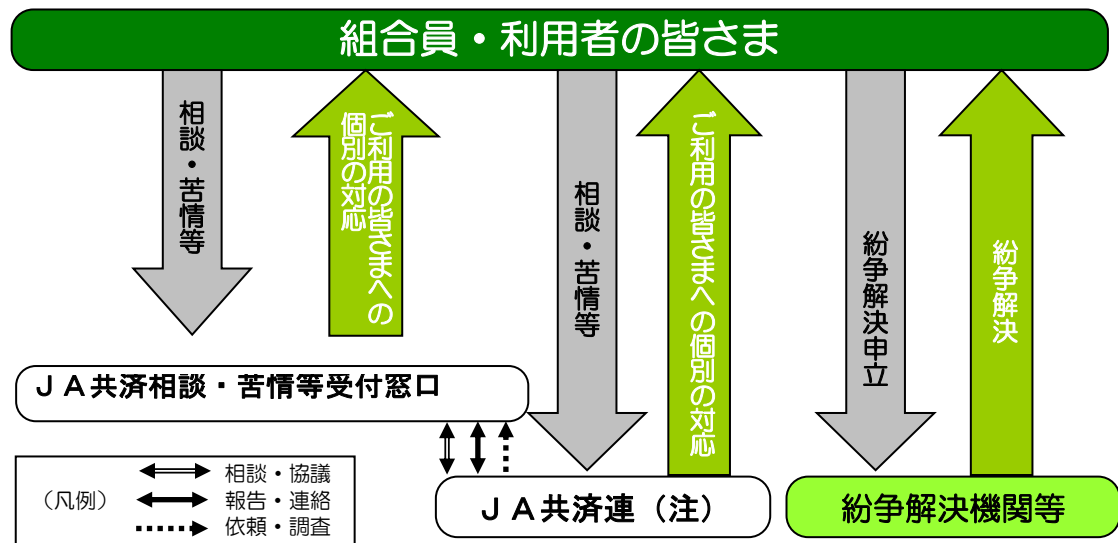 組合員・利用者の皆さま
相談・苦情等
ご利用の皆さまへの
個別の対応
相談・苦情等
ご利用の皆さまへの個別の対応
紛争解決申立
紛争解決
ＪＡ共済相談・苦情等受付窓口
（凡例）
相談・協議
報告・連絡
依頼・調査
ＪＡ共済連（注）
紛争解決機関等